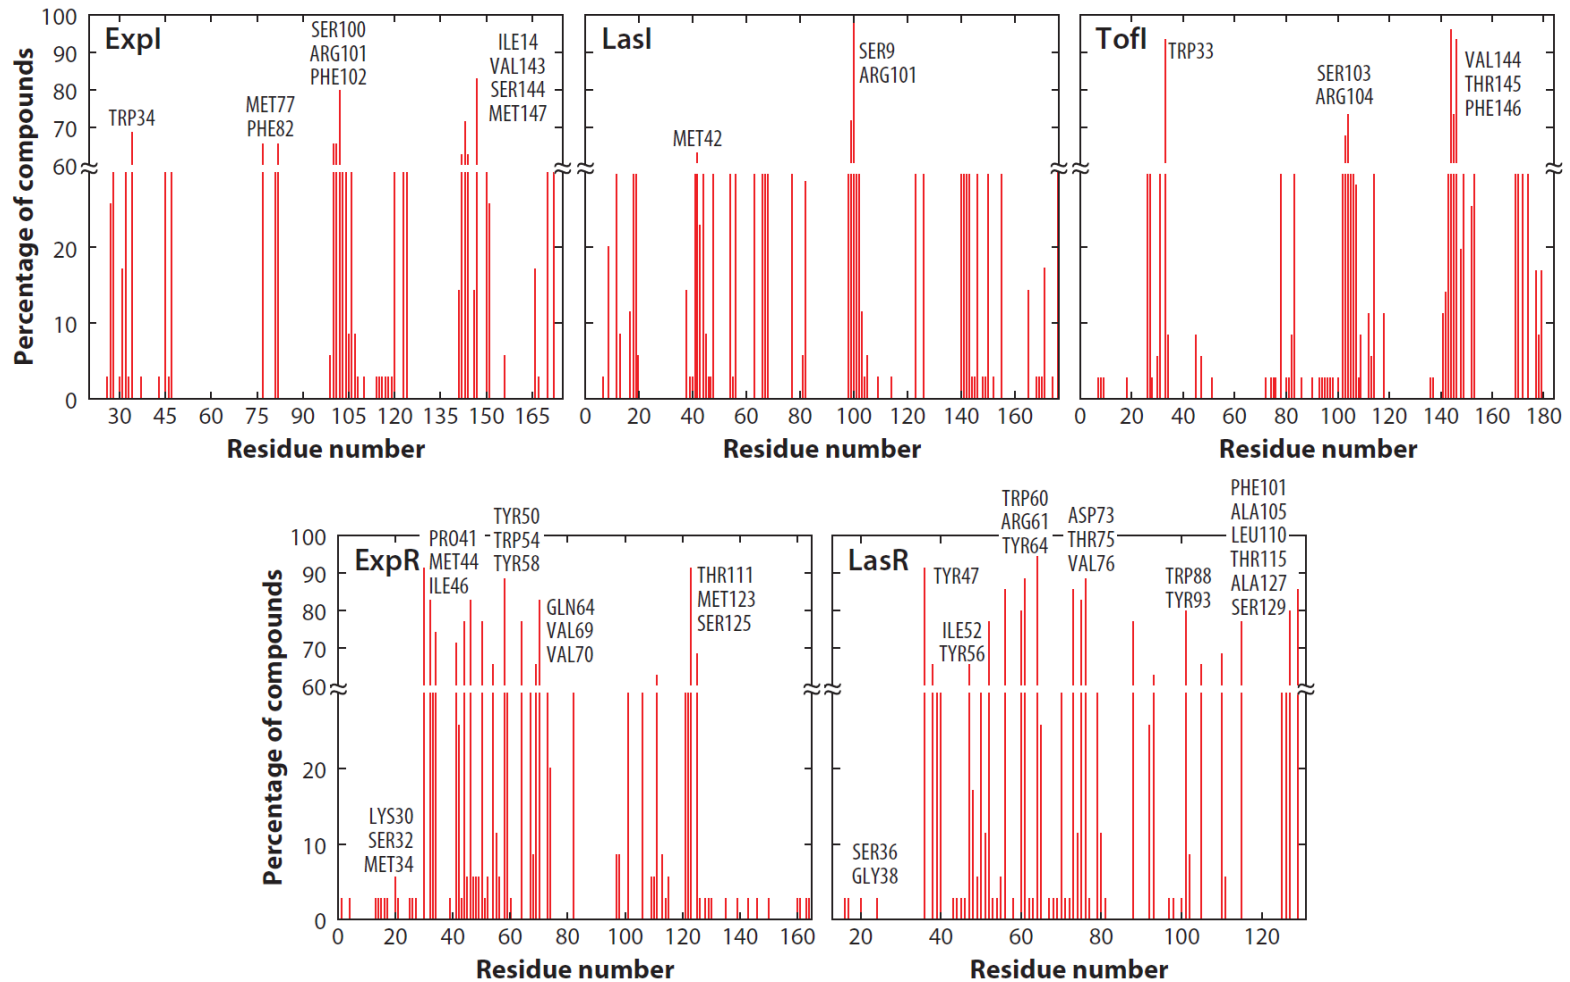 Percentage of compounds
100
90
80
70
60
20
10
0
ExpI
TRP34
MET77
PHE82
SER100
ARG101
PHE102
ILE14
VAL143
SER144
MET147
30
45
60
75
90
105
120
135
150
165
Residue number
LasI
MET42
SER9
ARG101
0
20
40
60
80
100
120
140
160
Residue number
TofI
TRP33
SER103
ARG104
VAL144
THR145
PHE146
0
20
40
60
80
100
120
140
160
180
Residue number
Percentage of compounds
100
90
80
70
60
20
10
0
ExpR
LYS30
SER32
MET34
PRO41
MET44
ILE46
TYR50
TRP54
TYR58
GLN64
VAL69
VAL70
THR111
MET123
SER125
0
20
40
60
80
100
120
140
160
Residue number
LasR
SER36
GLY38
TYR47
ILE52
TYR56
TRP60
ARG61
TYR64
ASP73
THR75
VAL76
TRP88
TYR93
PHE101
ALA105
LEU110
THR115
ALA127
SER129
20
40
60
80
100
120
Residue number